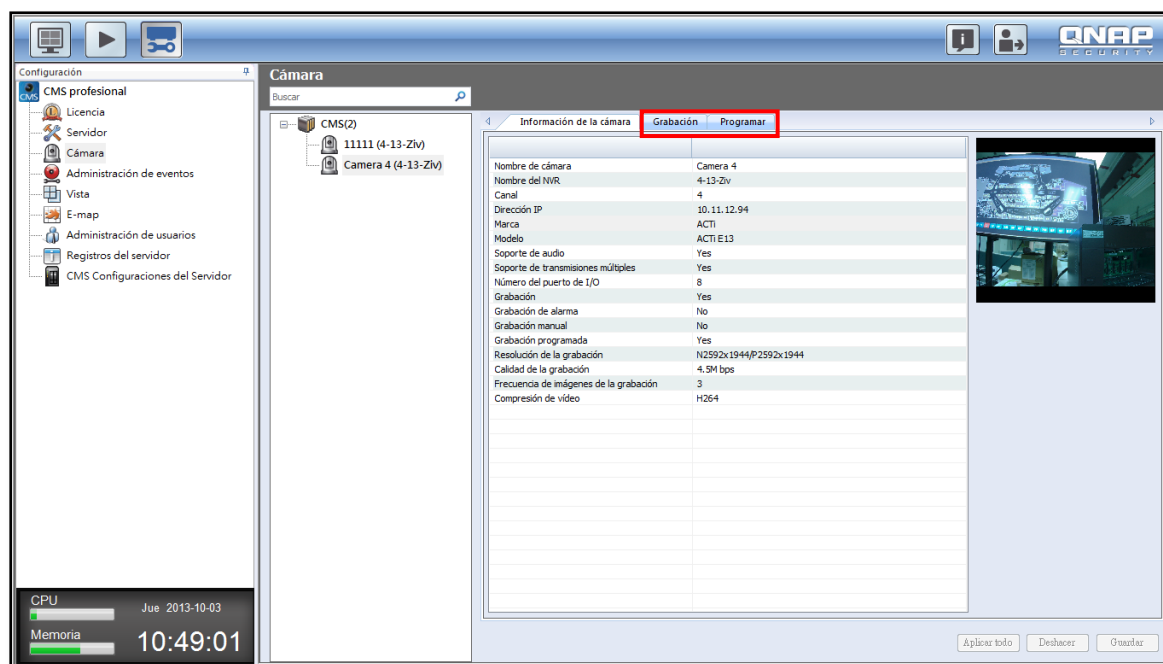 QNAP
SECURITY
Configuración
CMS profesional
CMS
Licencia
Servidor
Cámara
Administración de eventos
Vista
E-map
Administración de usuarios
Registros del servidor
CMS Configuraciones del Servidor
CPU
Jue 2013-10-03
Memoria
10:49:01
Cámara
Buscar
CMS(2)
11111 (4-13-Ziv)
Camera 4 (4-13-Ziv)
Información de la cámara Grabación Programar
Nombre de cámara Camera 4
Nombre del NVR 4-13-Ziv
Canal 4
Dirección IP 10.11.12.94
Marca ACTi
Modelo ACTi E13
Soporte de audio Yes
Soporte de transmisiones múltiples Yes
Número del puerto de I/O 8
Grabación Yes
Grabación de alarma No
Grabación manual No
Grabación programada Yes
Resolución de la grabación N2592x1944/P2592x1944
Calidad de la grabación 4.5M bps
Frecuencia de imágenes de la grabación 3
Compresión de vídeo H264
Aplicar todo Deshacer Guardar